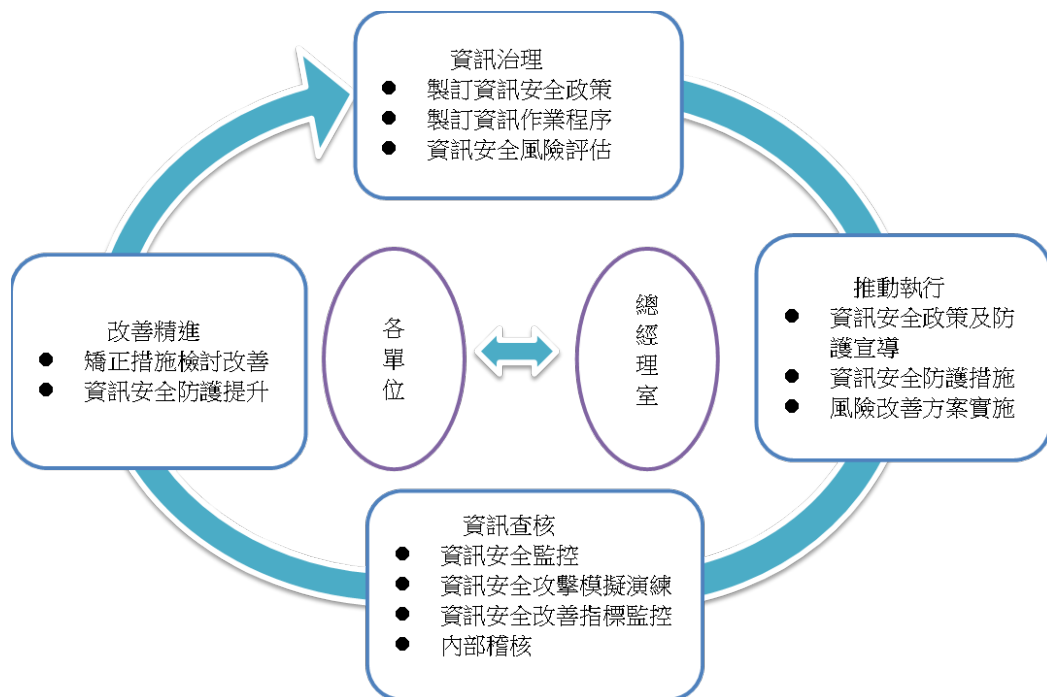 資訊治理
● 製訂資訊安全政策
● 製訂資訊作業程序
● 資訊安全風險評估
推動執行
● 資訊安全政策及防
護宣導
● 資訊安全防護措施
● 風險改善方案實施
資訊查核
● 資訊安全監控
● 資訊安全攻擊模擬演練
● 資訊安全改善指標監控
● 內部稽核
改善精進
● 矯正措施檢討改善
● 資訊安全防護提升
各單位
總經理室